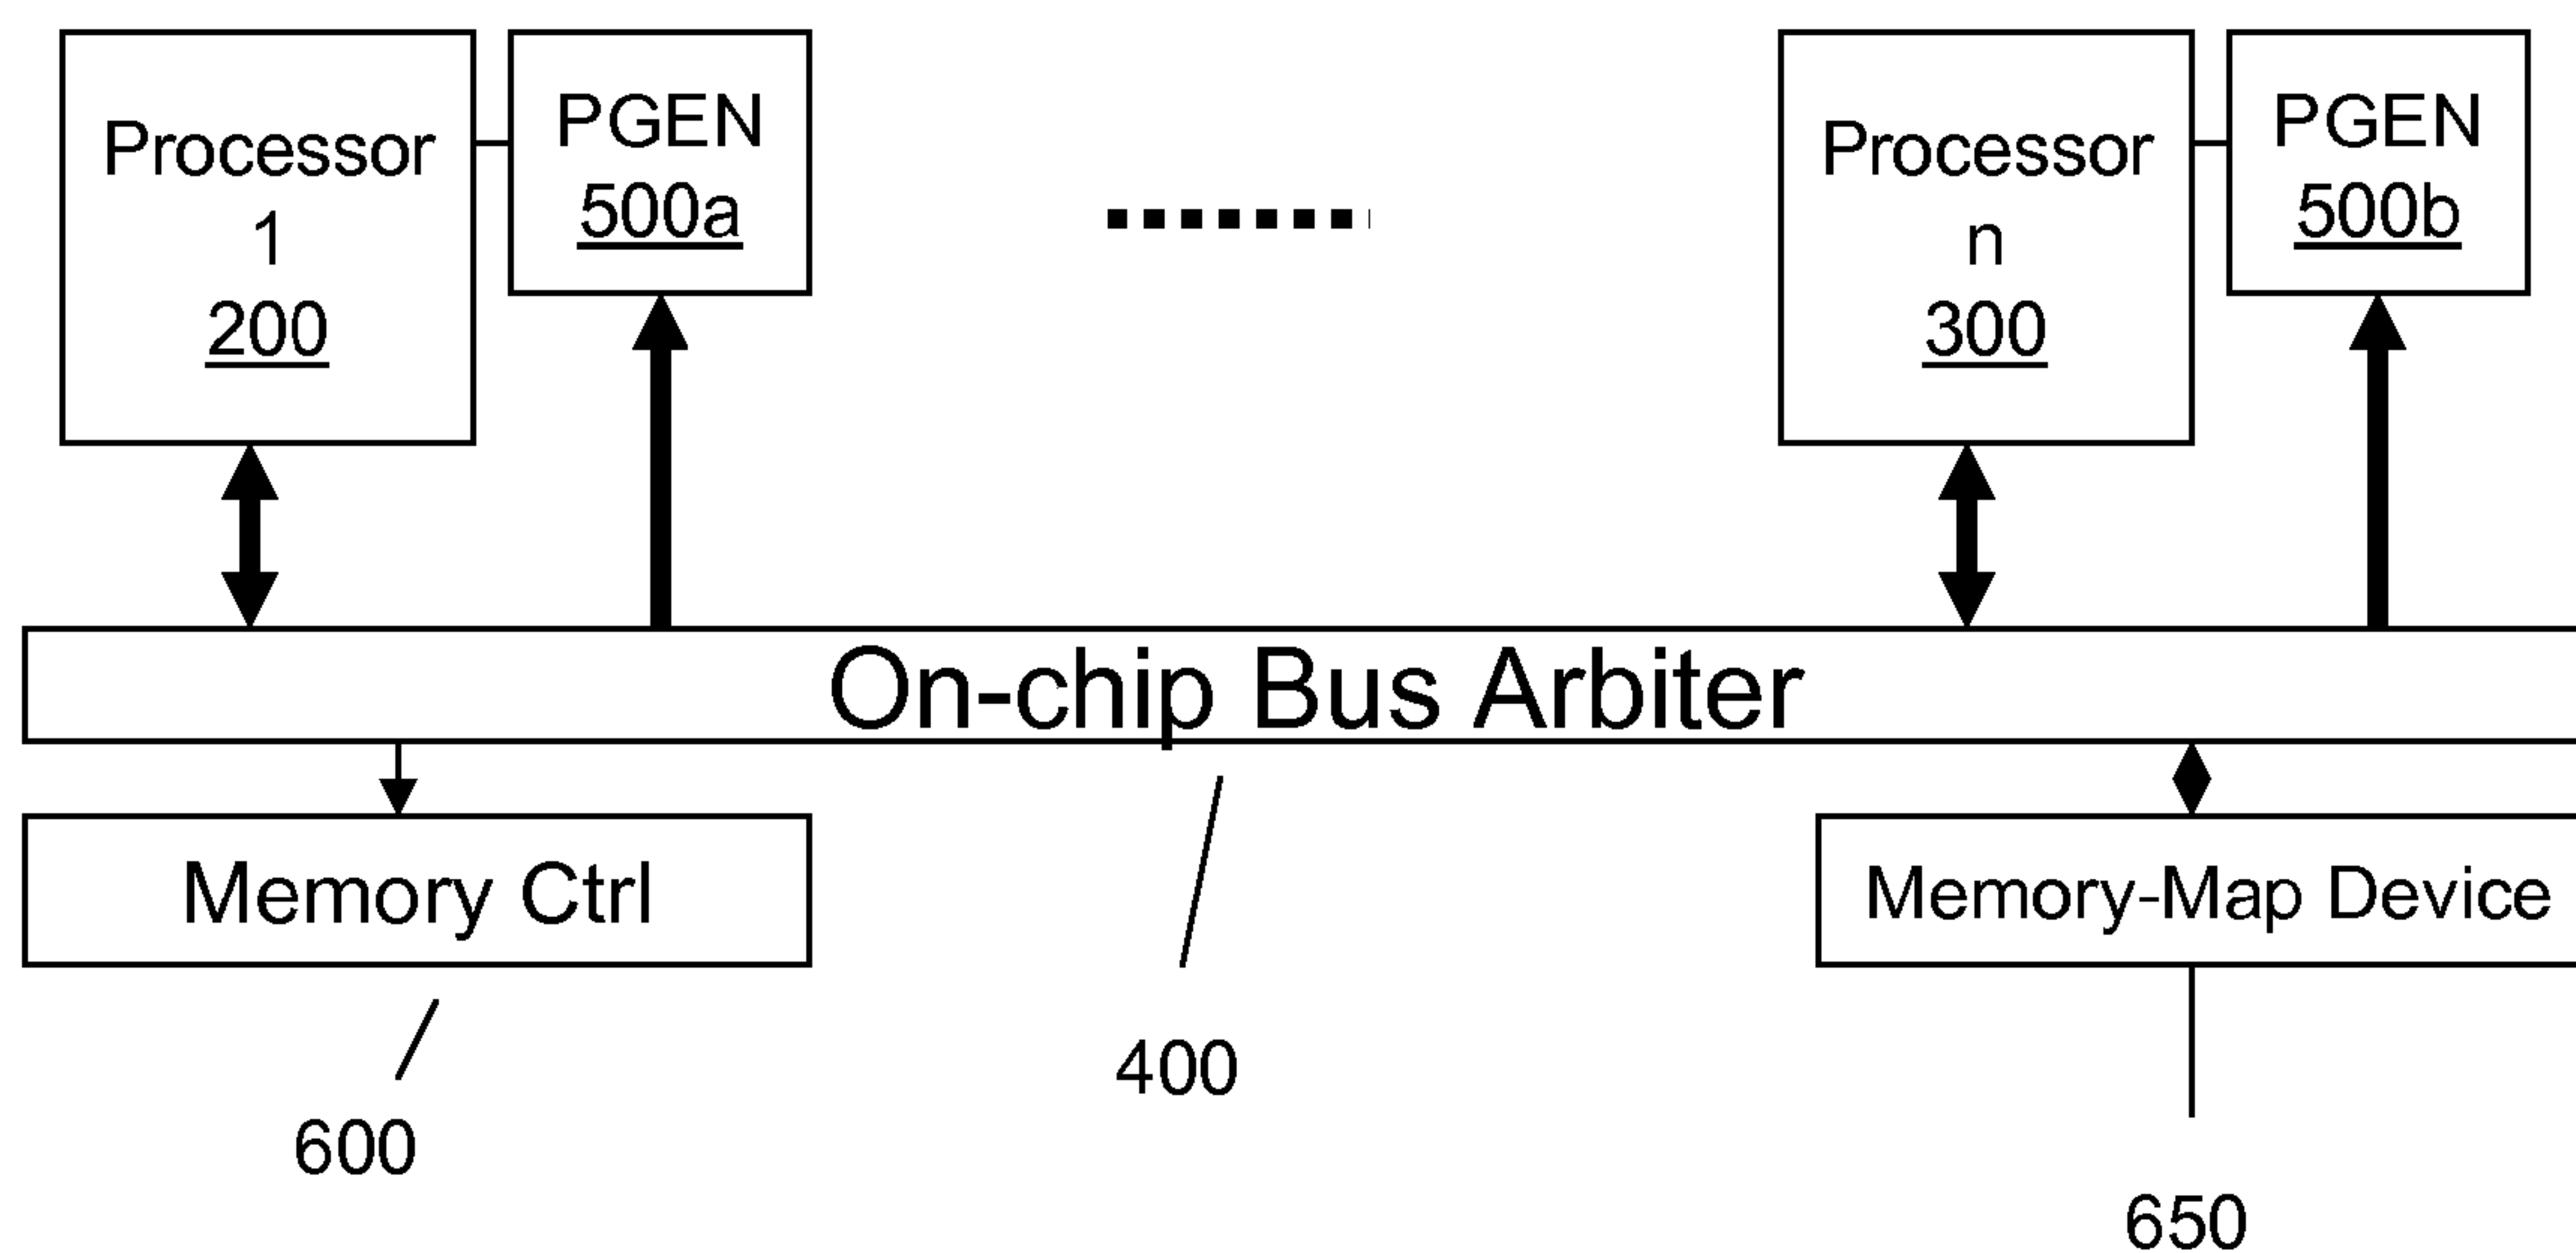 Processor
1
200
PGEN
500a
Processor
n
300
PGEN
500b
On-chip Bus Arbiter
Memory Ctrl
Memory-Map Device
600
400
650